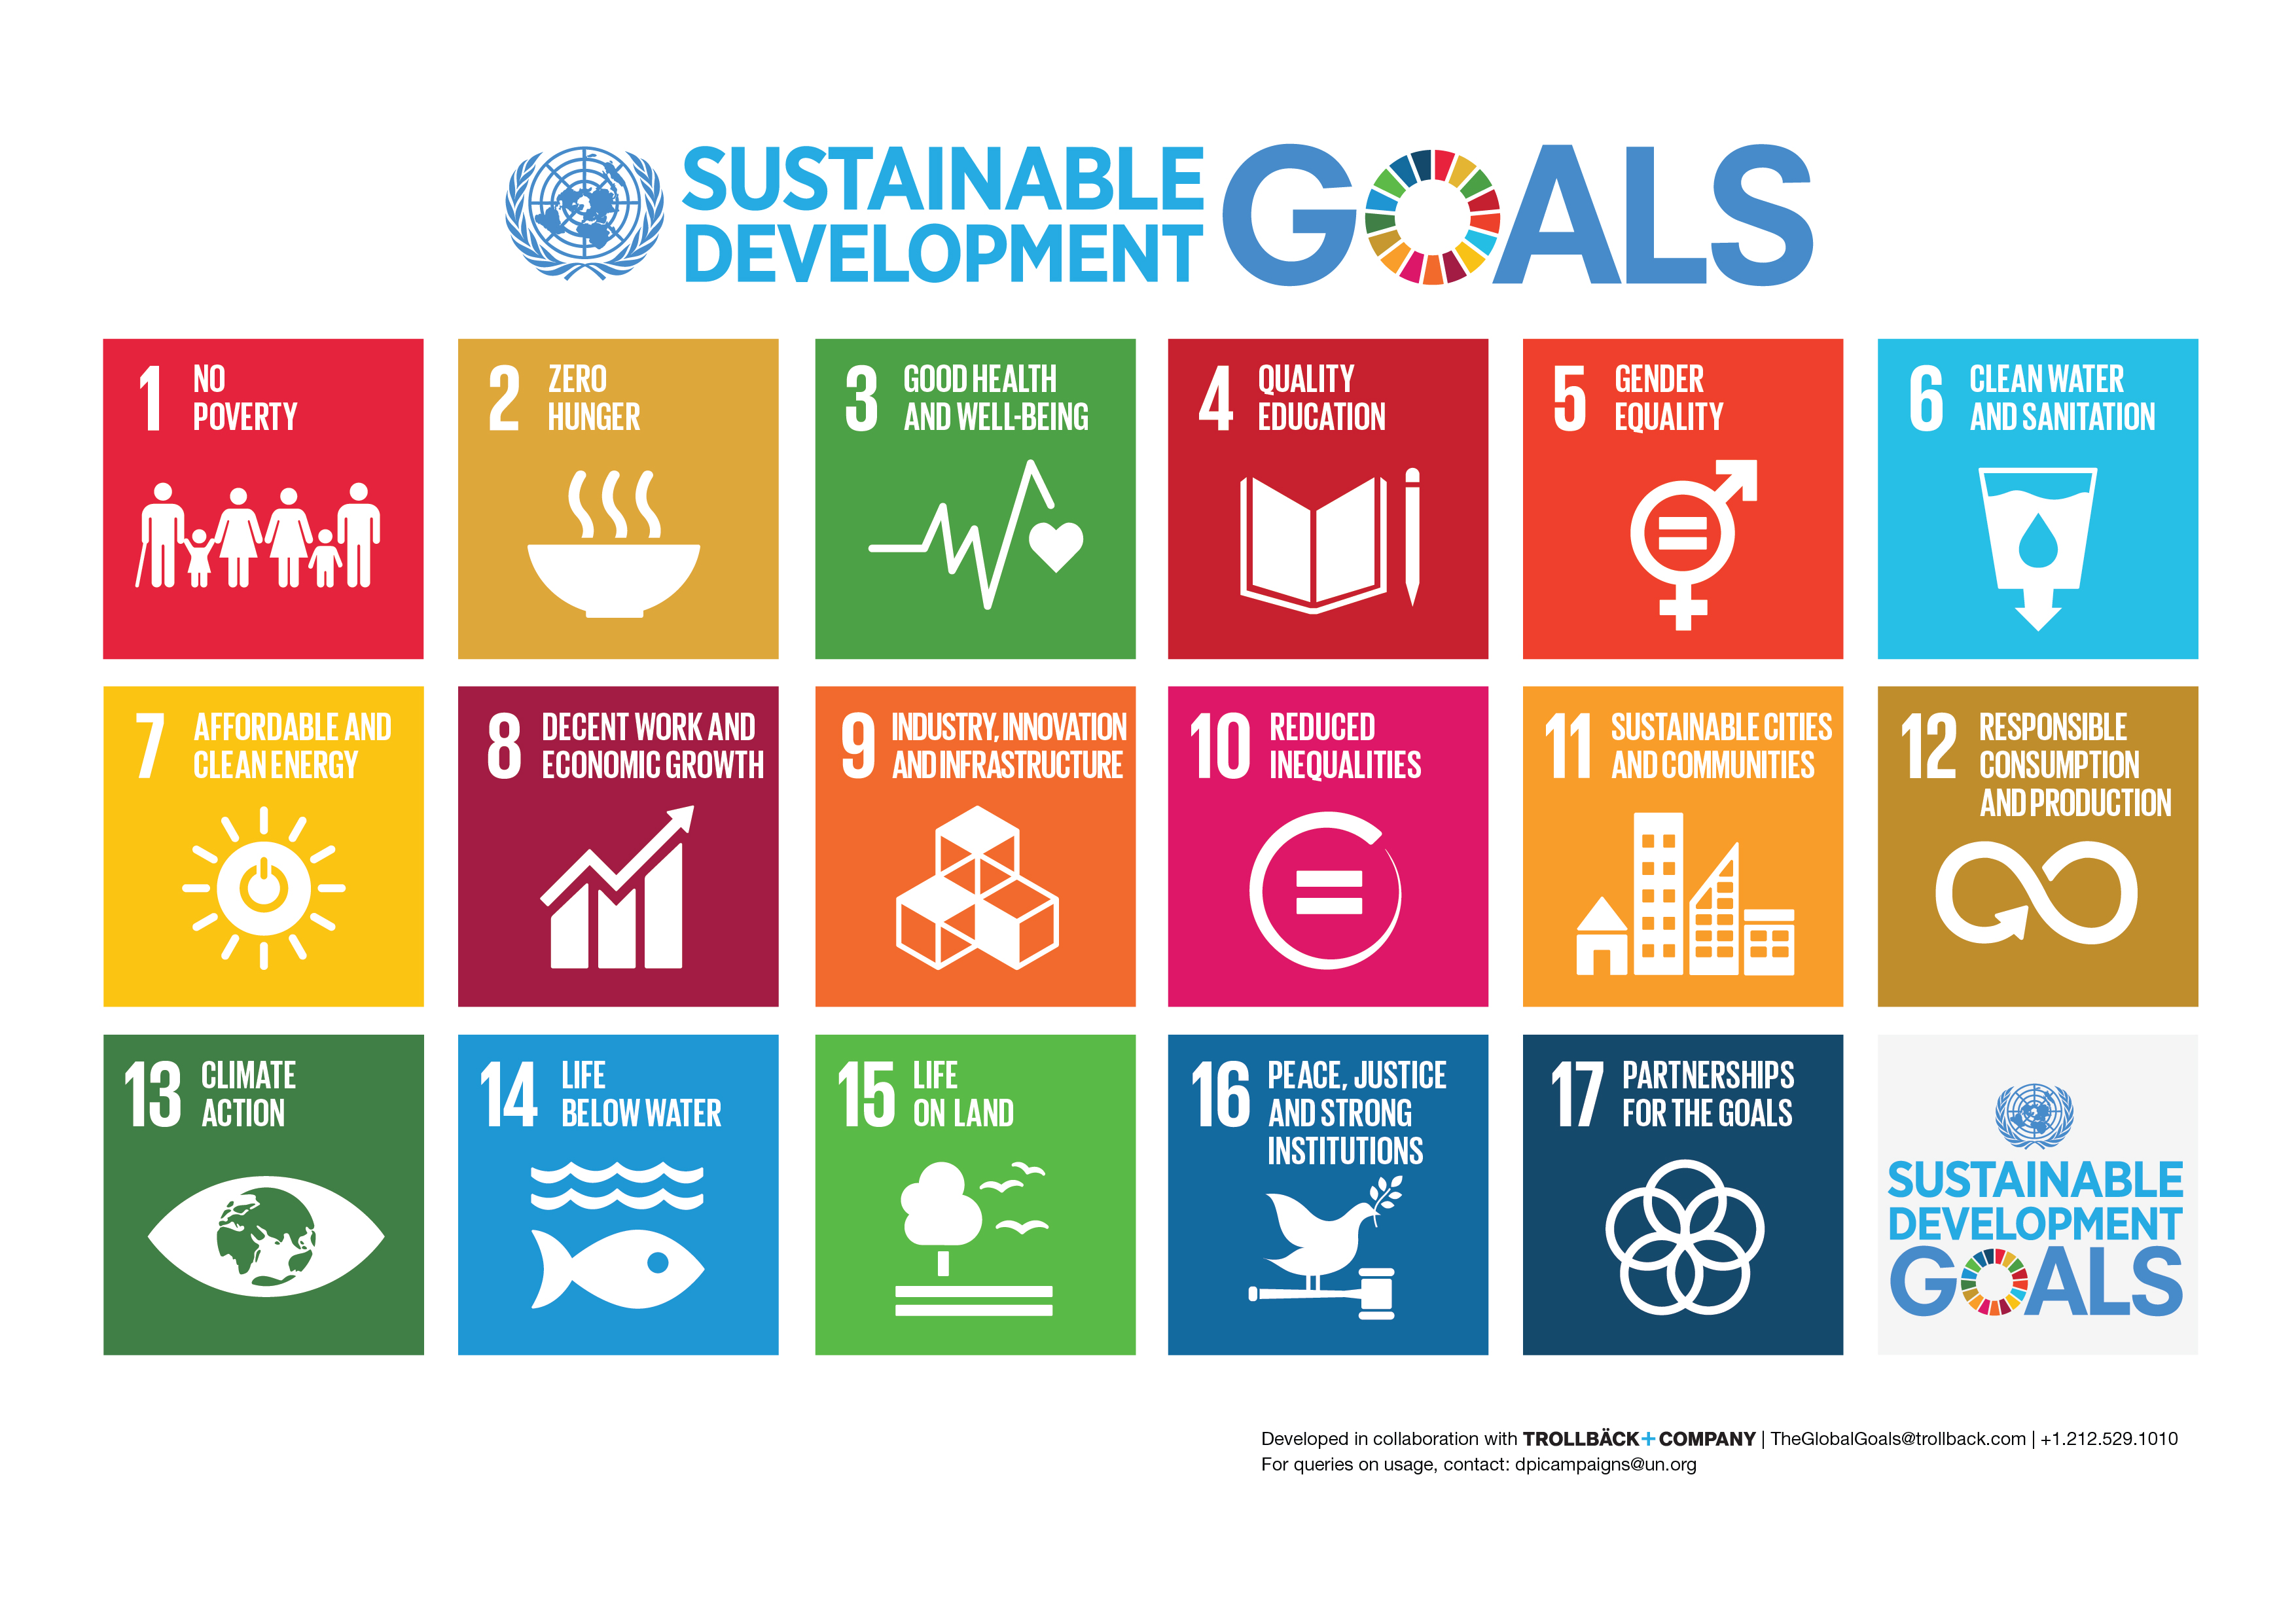 SUSTAINABLE
DEVELOPMENT
GOALS
1 NO
POVERTY
2 ZERO
HUNGER
3 GOOD HEALTH
AND WELL-BEING
4 QUALITY
EDUCATION
5 GENDER
EQUALITY
6 CLEAN WATER
AND SANITATION
7 AFFORDABLE AND
CLEAN ENERGY
8 DECENT WORK AND
ECONOMIC GROWTH
9 INDUSTRY, INNOVATION
AND INFRASTRUCTURE
10 REDUCED
INEQUALITIES
11 SUSTAINABLE CITIES
AND COMMUNITIES
12 RESPONSIBLE
CONSUMPTION
AND PRODUCTION
13 CLIMATE
ACTION
14 LIFE
BELOW WATER
15 LIFE
ON LAND
16 PEACE, JUSTICE
AND STRONG
INSTITUTIONS
17 PARTNERSHIPS
FOR THE GOALS
SUSTAINABLE
DEVELOPMENT
GOALS
Developed in collaboration with TROLLBÄCK+COMPANY | TheGlobalGoals@trollback.com | +1.212.529.1010
For queries on usage, contact: dpicampaigns@un.org